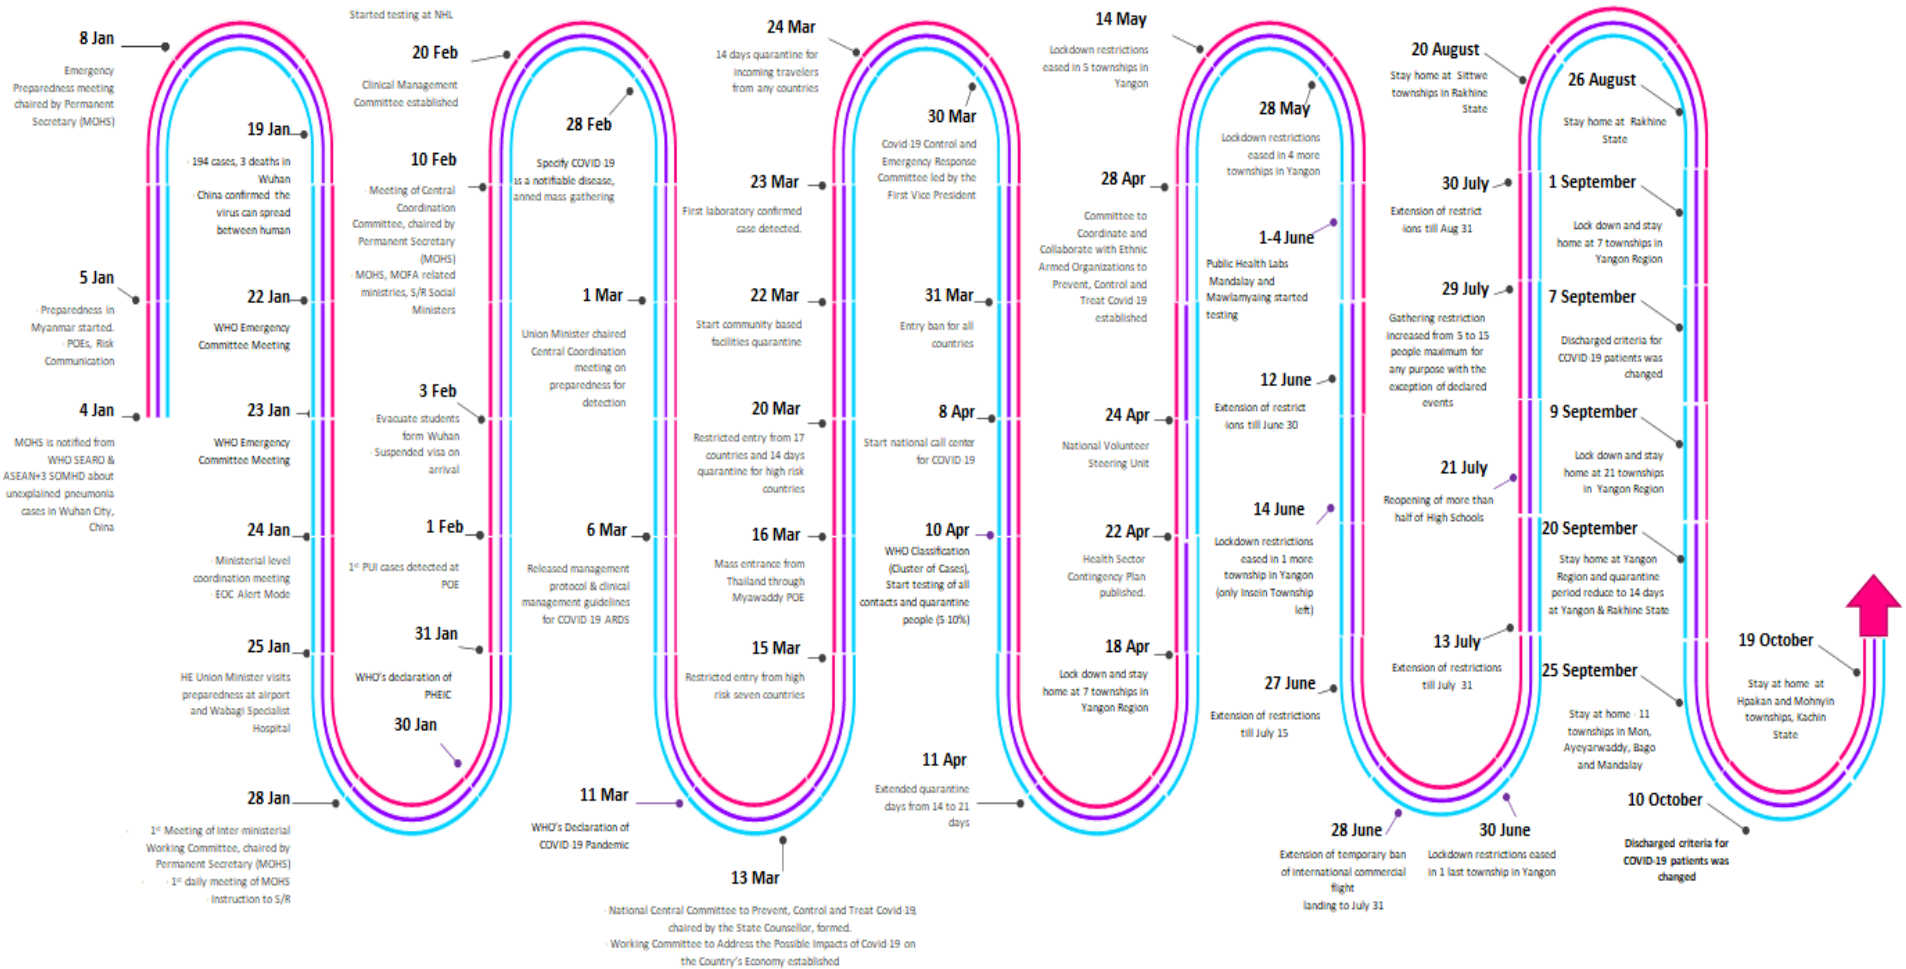 8 Jan
Emergency
Preparedness meeting
chaired by Permanent
Secretary (MOHS)
5 Jan
· Preparedness in
Myanmar started.
· POEs, Risk
Communication
4 Jan
MOHS is notified from
WHO SEARO &
ASEAN+3 SOMHD about
unexplained pneumonia
cases in Wuhan City,
China
19 Jan
· 194 cases, 3 deaths in
Wuhan
· China confirmed the
virus can spread
between human
22 Jan
WHO Emergency
Committee Meeting
23 Jan
WHO Emergency
Committee Meeting
24 Jan
· Ministerial level
coordination meeting
· EOC Alert Mode
25 Jan
HE Union Minister visits
preparedness at airport
and Wabagi Specialist
Hospital
28 Jan
· 1st Meeting of Inter ministerial
Working Committee, chaired by
Permanent Secretary (MOHS)
· 1st daily meeting of MOHS
· Instruction to S/R
Started testing at NHL
20 Feb
Clinical Management
Committee established
10 Feb
· Meeting of Central
Coordination
Committee, chaired by
Permanent Secretary
(MOHS)
· MOHS, MOFA related
ministries, S/R Social
Ministers
3 Feb
· Evacuate students
form Wuhan
· Suspended visa on
arrival
1 Feb
1st PUI cases detected at
POE
31 Jan
WHO's declaration of
PHEIC
30 Jan
28 Feb
Specify COVID 19
as a notifiable disease,
anned mass gathering
1 Mar
Union Minister chaired
Central Coordination
meeting on
preparedness for
detection
6 Mar
Released management
protocol & clinical
management guidelines
for COVID 19 ARDS
11 Mar
WHO's Declaration of
COVID 19 Pandemic
24 Mar
14 days quarantine for
incoming travelers
from any countries
23 Mar
First laboratory confirmed
case detected.
22 Mar
Start community based
facilities quarantine
20 Mar
Restricted entry from 17
countries and 14 days
quarantine for high risk
countries
16 Mar
Mass entrance from
Thailand through
Myawaddy POE
15 Mar
Restricted entry from high
risk seven countries
13 Mar
· National Central Committee to Prevent, Control and Treat Covid 19,
chaired by the State Counsellor, formed.
· Working Committee to Address the Possible Impacts of Covid 19 on
the Country's Economy established
30 Mar
Covid 19 Control and
Emergency Response
Committee led by the
First Vice President
31 Mar
Entry ban for all
countries
8 Apr
Start national call center
for COVID 19
10 Apr
WHO Classification
(Cluster of Cases),
Start testing of all
contacts and quarantine
people (5 10%)
11 Apr
Extended quarantine
days from 14 to 21
days
14 May
Lockdown restrictions
eased in 5 townships in
Yangon
28 Apr
Committee to
Coordinate and
Collaborate with Ethnic
Armed Organizations to
Prevent, Control and
Treat Covid 19
established
24 Apr
National Volunteer
Steering Unit
22 Apr
Health Sector
Contingency Plan
published.
18 Apr
Lock down and stay
home at 7 townships in
Yangon Region
28 May
Lockdown restrictions
eased in 4 more
townships in Yangon
1-4 June
Public Health Labs
Mandalay and
Mawlamyaing started
testing
12 June
Extension of restrict
ions till June 30
14 June
Lockdown restrictions
eased in 1 more
township in Yangon
(only Insein Township
left)
27 June
Extension of restrictions
till July 15
28 June
Extension of temporary ban
of international commercial
flight
landing to July 31
30 June
Lockdown restrictions eased
in 1 last township in Yangon
20 August
Stay home at Sittwe
townships in Rakhine
State
30 July
Extension of restrict
ions till Aug 31
29 July
Gathering restriction
increased from 5 to 15
people maximum for
any purpose with the
exception of declared
events
21 July
Reopening of more than
half of High Schools
13 July
Extension of restrictions
till July 31
26 August
Stay home at Rakhine
State
1 September
Lock down and stay
home at 7 townships in
Yangon Region
7 September
Discharged criteria for
COVID 19 patients was
changed
9 September
Lock down and stay
home at 21 townships
in Yangon Region
20 September
Stay home at Yangon
Region and quarantine
period reduce to 14 days
at Yangon & Rakhine State
25 September
Stay at home · 11
townships in Mon,
Ayeyarwaddy, Bago
and Mandalay
10 October
Discharged criteria for
COVID-19 patients was
changed
19 October
Stay at home at
Hpakan and Mohnyin
townships, Kachin
State